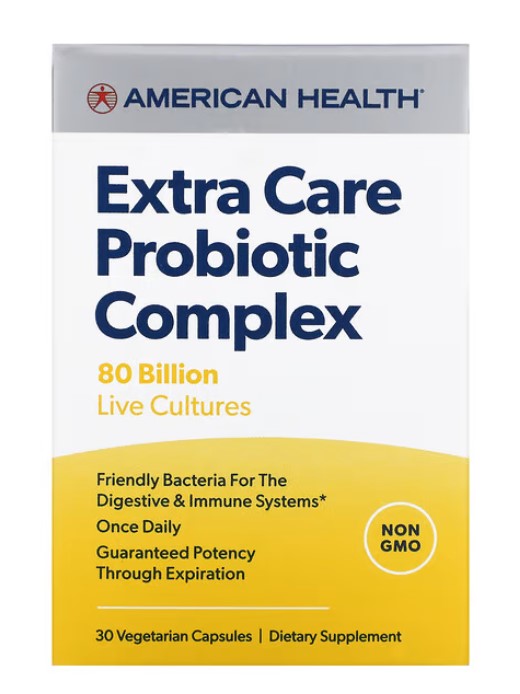 AMERICAN HEALTH®
Extra Care
Probiotic
Complex
80 Billion
Live Cultures
Friendly Bacteria For The
Digestive & Immune Systems*
Once Daily
Guaranteed Potency
Through Expiration
NON
GMO
30 Vegetarian Capsules | Dietary Supplement